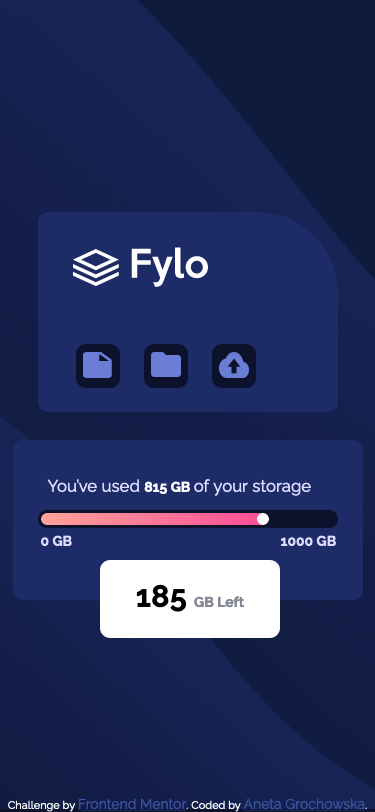 Fylo
You've used 815 GB of your storage
0 GB 1000 GB
185 GB Left
Challenge by Frontend Mentor. Coded by Aneta Grochowska.